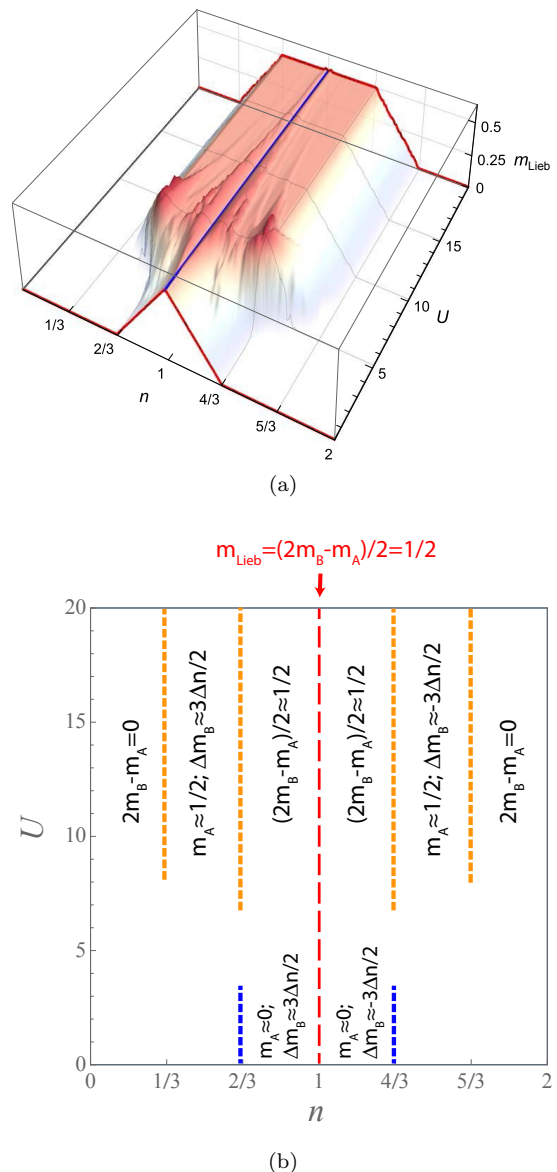 0.5
0.25 m_Lieb
0
15
10 U
5
1/3
2/3
1
n
4/3
5/3
2
(a)
m_Lieb=(2m_B-m_A)/2=1/2
20
15
10
5
0
U
2m_B-m_A=0
m_A≈1/2; Δm_B≈3Δn/2
(2m_B-m_A)/2≈1/2
(2m_B-m_A)/2≈1/2
m_A≈1/2; Δm_B≈-3Δn/2
2m_B-m_A=0
m_A≈0;
Δm_B≈3Δn/2
m_A≈0;
Δm_B≈-3Δn/2
0 1/3 2/3 1 4/3 5/3 2
n
(b)